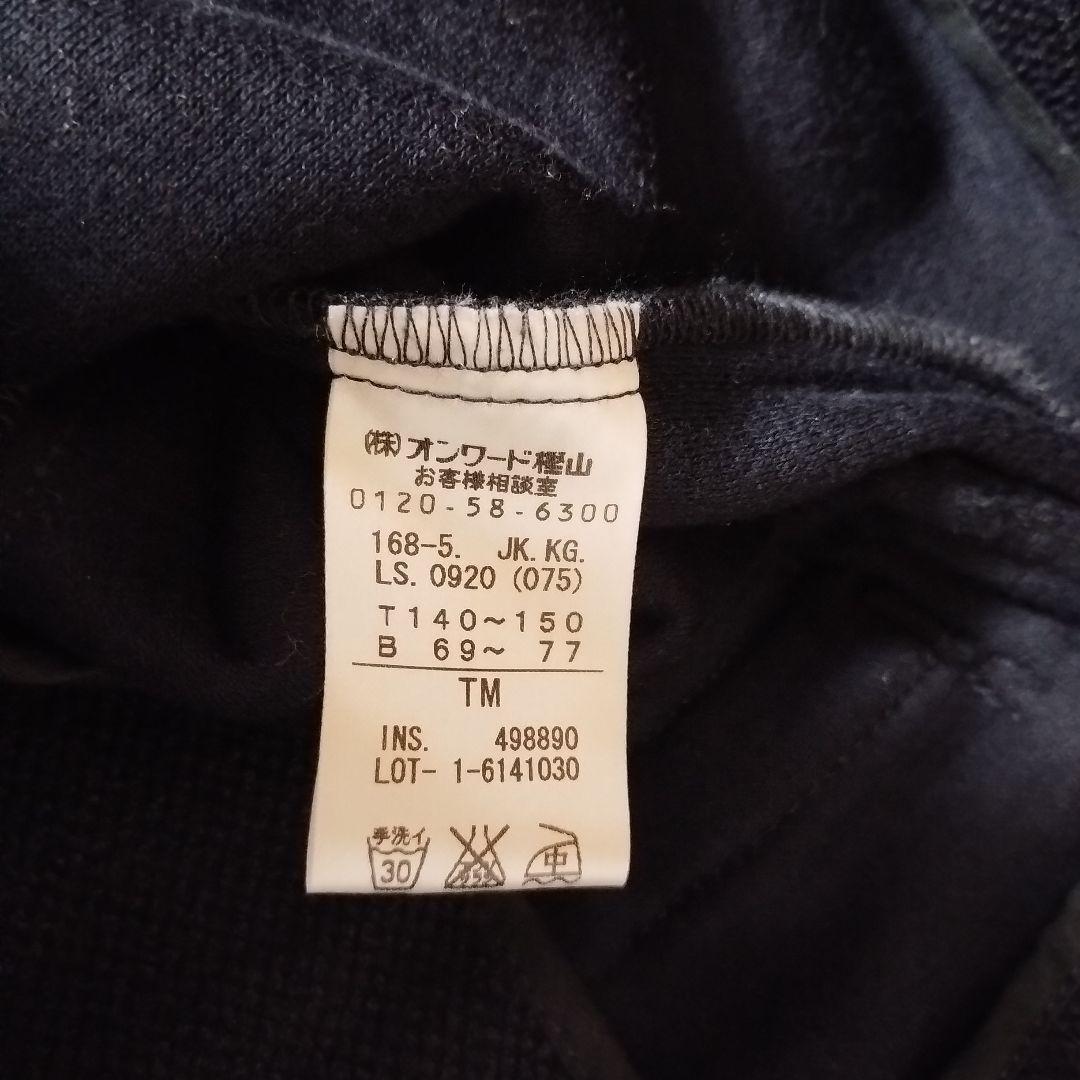 (株)オンワード樫山
お客様相談室
0120-58-6300
168-5. JK.KG.
LS. 0920 (075)
T140～150
B 69～ 77
TM
INS. 498890
LOT- 1-6141030
手洗イ
30
中